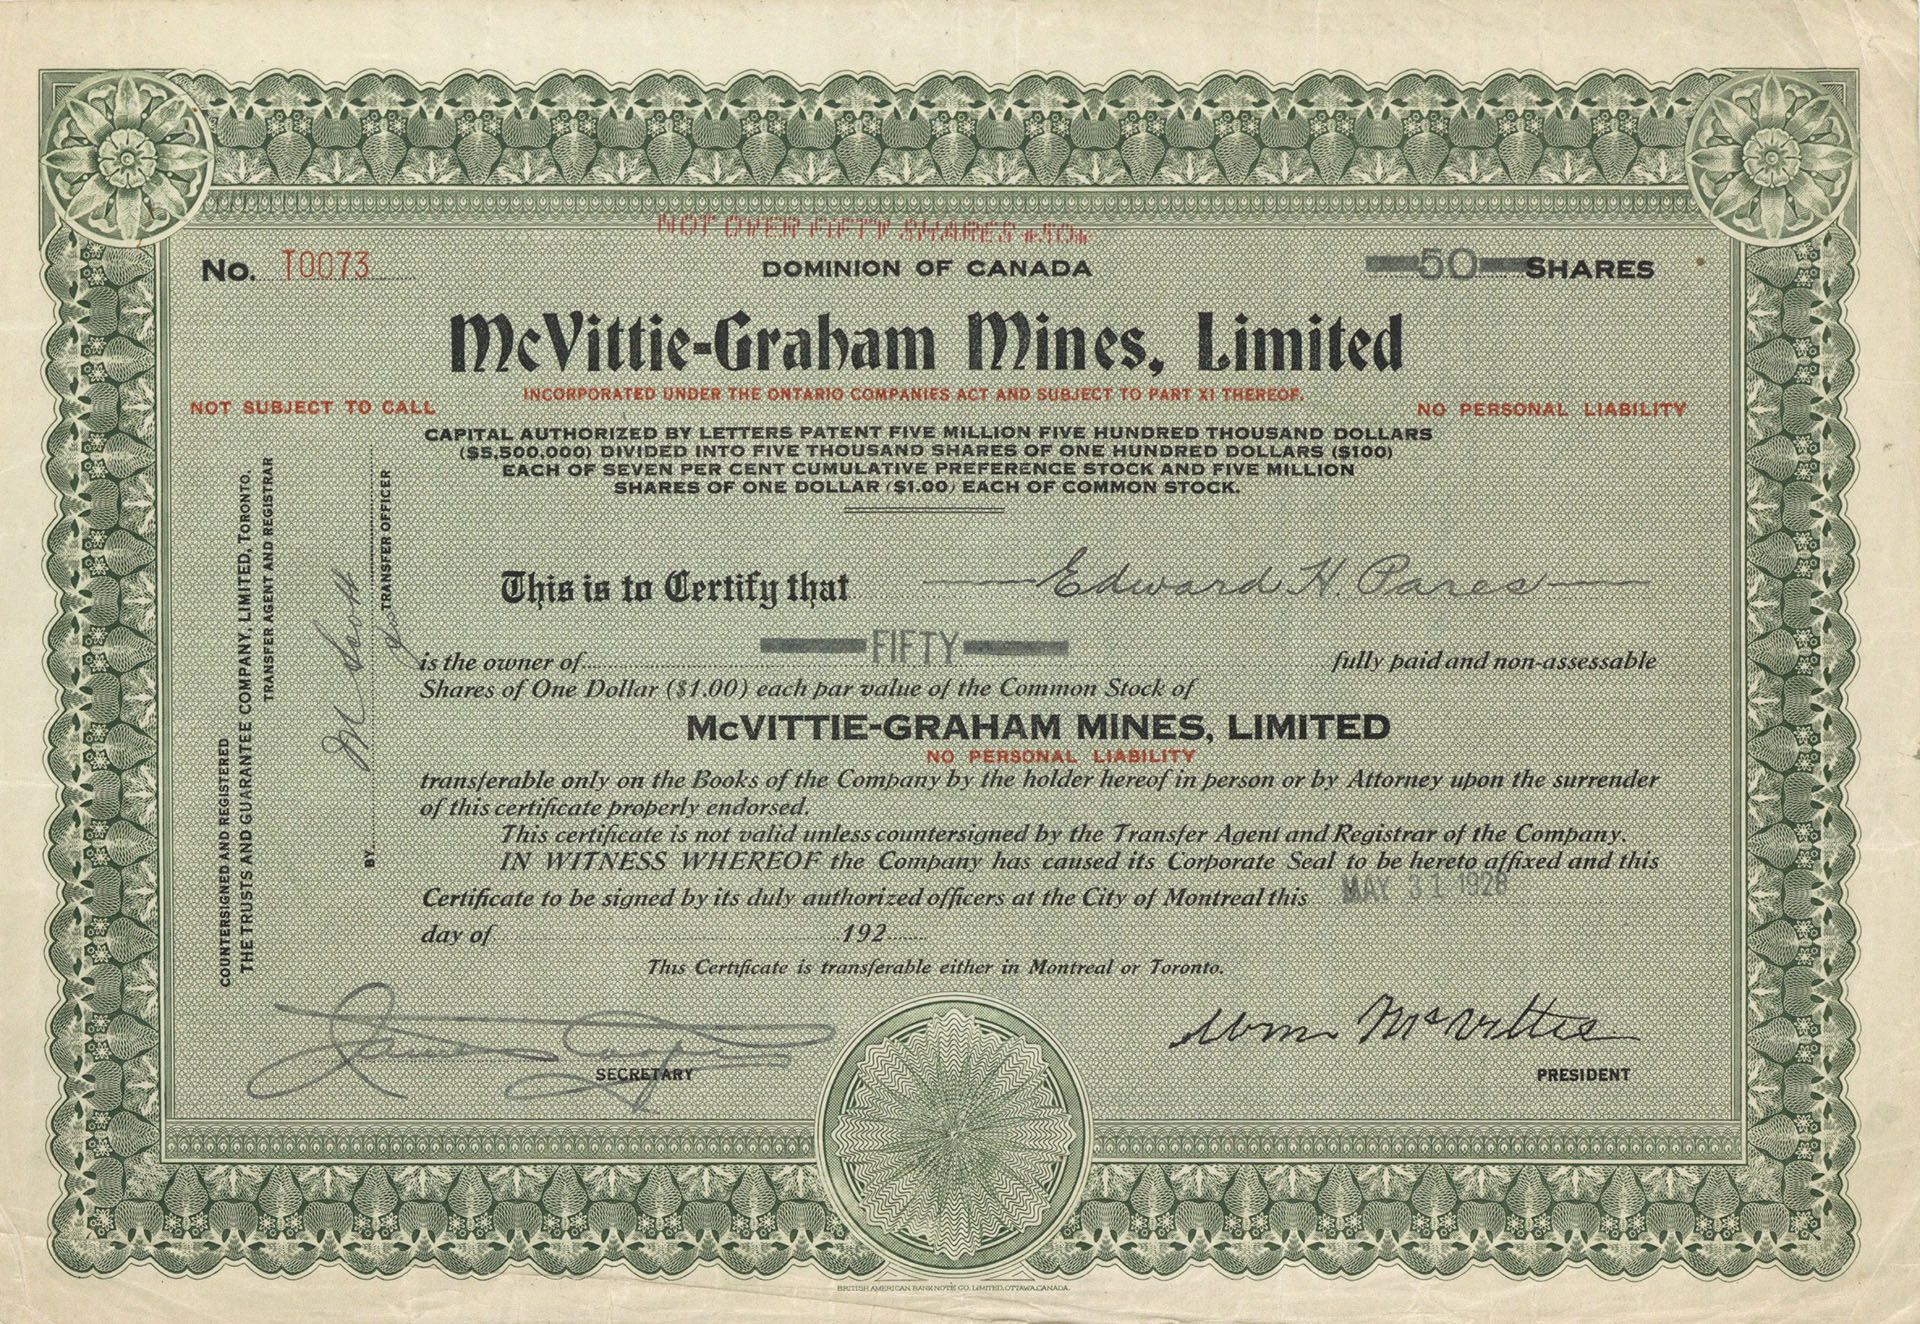 NOT OVER FIFTY SHARES *50*
No. T0073
DOMINION OF CANADA
50 SHARES
McVittie-Graham Mines, Limited
INCORPORATED UNDER THE ONTARIO COMPANIES ACT AND SUBJECT TO PART XI THEREOF.
NOT SUBJECT TO CALL
NO PERSONAL LIABILITY
CAPITAL AUTHORIZED BY LETTERS PATENT FIVE MILLION FIVE HUNDRED THOUSAND DOLLARS
($5,500,000) DIVIDED INTO FIVE THOUSAND SHARES OF ONE HUNDRED DOLLARS ($100)
EACH OF SEVEN PER CENT CUMULATIVE PREFERENCE STOCK AND FIVE MILLION
SHARES OF ONE DOLLAR ($1.00) EACH OF COMMON STOCK.
COUNTERSIGNED AND REGISTERED
THE TRUSTS AND GUARANTEE COMPANY, LIMITED, TORONTO.
TRANSFER AGENT AND REGISTRAR
BY M Scott
TRANSFER OFFICER
This is to Certify that Edward H. Pares
is the owner of FIFTY fully paid and non-assessable
Shares of One Dollar ($1.00) each par value of the Common Stock of
McVITTIE-GRAHAM MINES, LIMITED
NO PERSONAL LIABILITY
transferable only on the Books of the Company by the holder hereof in person or by Attorney upon the surrender
of this certificate properly endorsed.
This certificate is not valid unless countersigned by the Transfer Agent and Registrar of the Company.
IN WITNESS WHEREOF the Company has caused its Corporate Seal to be hereto affixed and this
Certificate to be signed by its duly authorized officers at the City of Montreal this MAY 31 1928
day of 192
This Certificate is transferable either in Montreal or Toronto.
James Cooper
SECRETARY
Wm McVittie
PRESIDENT
BRITISH AMERICAN BANK NOTE CO. LIMITED, OTTAWA, CANADA.